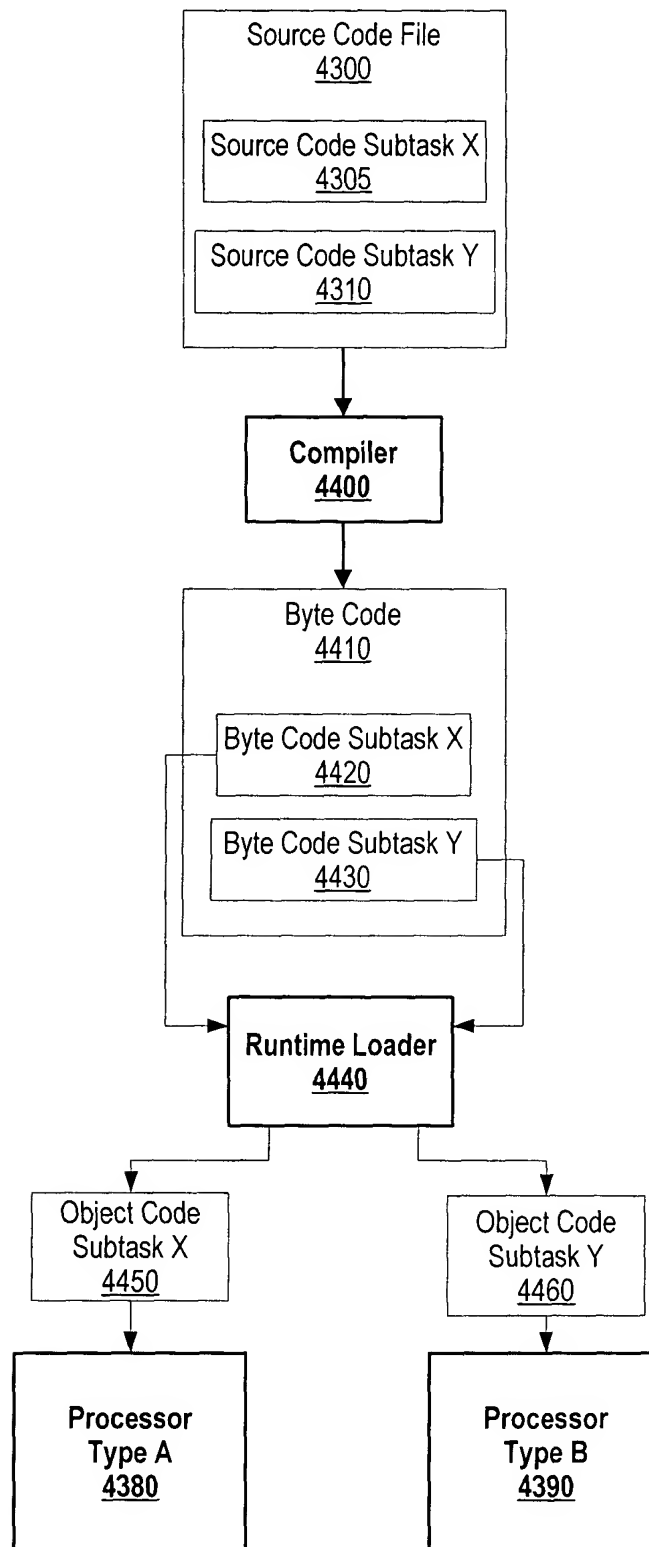 Source Code File
4300
Source Code Subtask X
4305
Source Code Subtask Y
4310
Compiler
4400
Byte Code
4410
Byte Code Subtask X
4420
Byte Code Subtask Y
4430
Runtime Loader
4440
Object Code
Subtask X
4450
Object Code
Subtask Y
4460
Processor
Type A
4380
Processor
Type B
4390